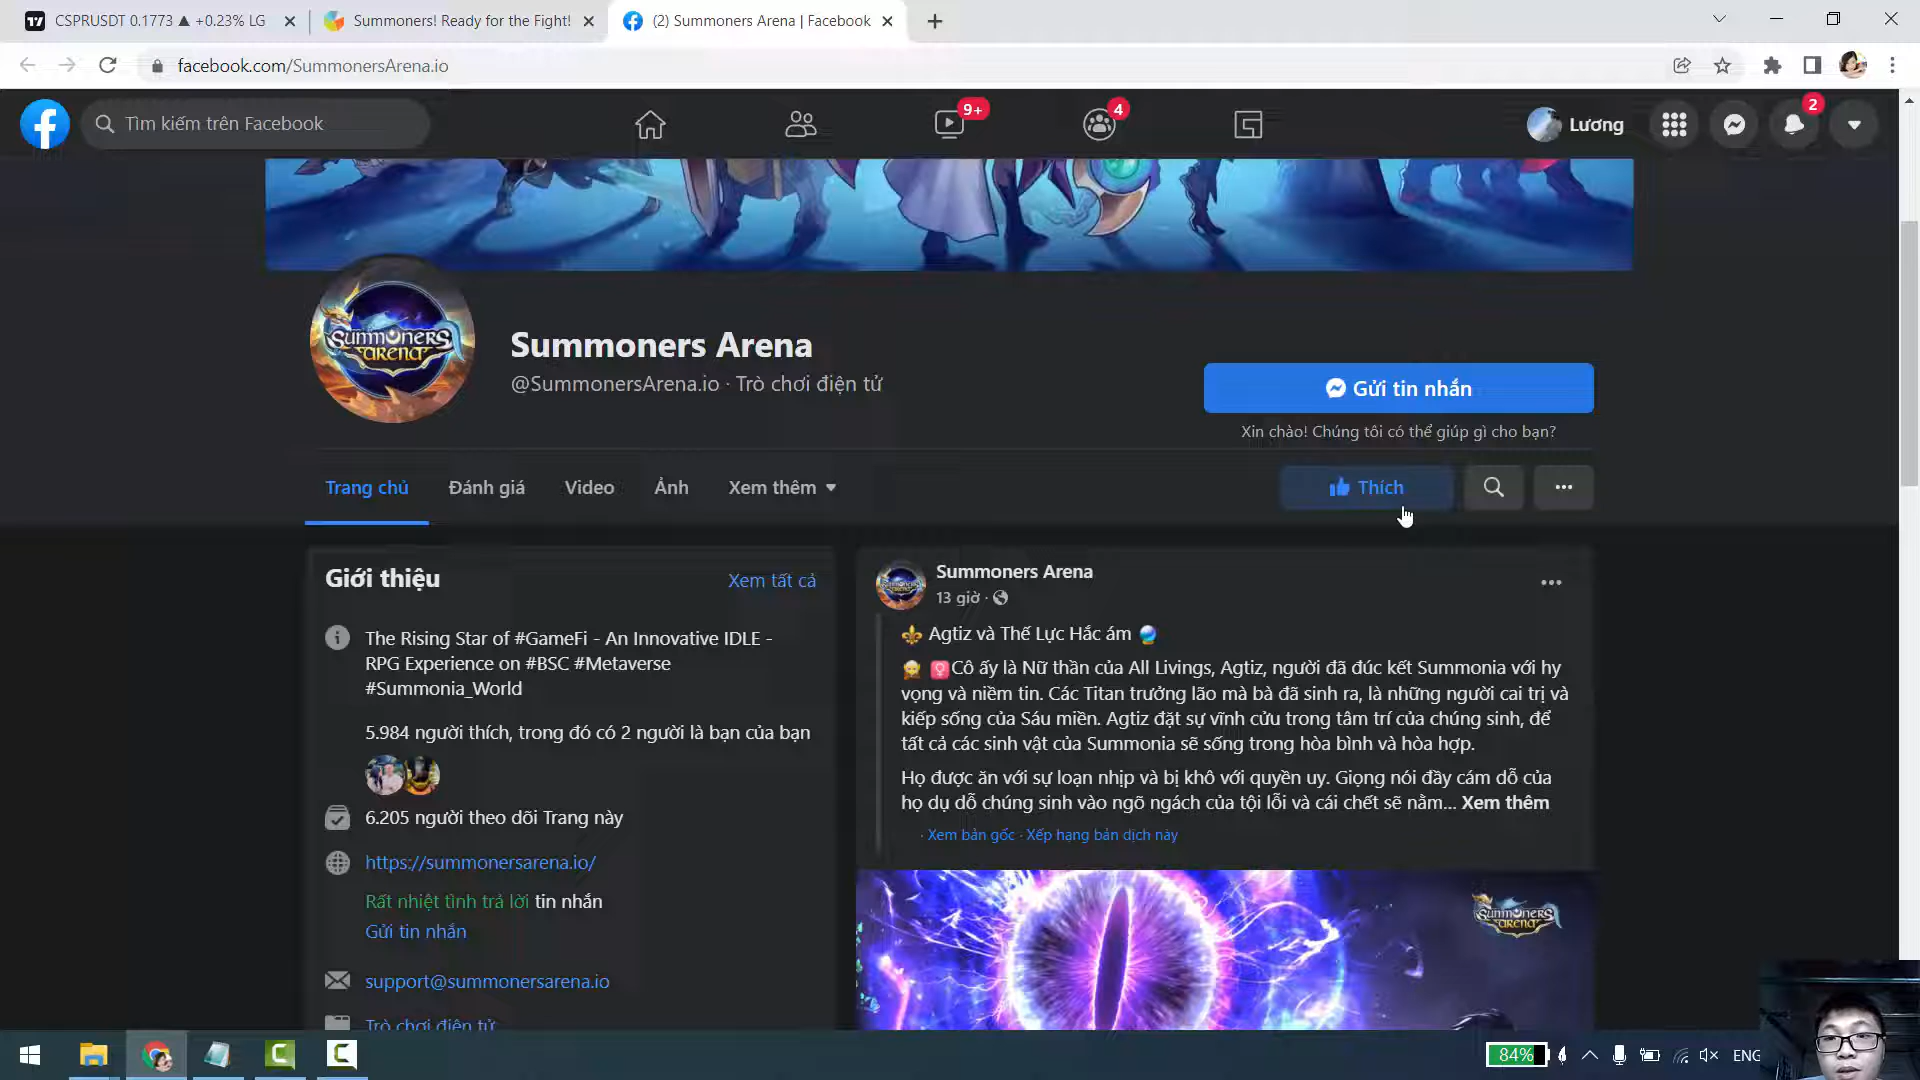 CSPRUSDT 0.1773 ▲ +0.23% LG
Summoners! Ready for the Fight!
(2) Summoners Arena | Facebook
facebook.com/SummonersArena.io
Tìm kiếm trên Facebook
9+
4
Lương
2
SUMMONERS
ARENA
Summoners Arena
@SummonersArena.io · Trò chơi điện tử
Gửi tin nhắn
Xin chào! Chúng tôi có thể giúp gì cho bạn?
Trang chủ
Đánh giá
Video
Ảnh
Xem thêm
Thích
Giới thiệu
Xem tất cả
The Rising Star of #GameFi - An Innovative IDLE -
RPG Experience on #BSC #Metaverse
#Summonia_World
5.984 người thích, trong đó có 2 người là bạn của bạn
6.205 người theo dõi Trang này
https://summonersarena.io/
Rất nhiệt tình trả lời tin nhắn
Gửi tin nhắn
support@summonersarena.io
Trò chơi điện tử
Summoners Arena
13 giờ ·
Agtiz và Thế Lực Hắc ám
Cô ấy là Nữ thần của All Livings, Agtiz, người đã đúc kết Summonia với hy
vọng và niềm tin. Các Titan trưởng lão mà bà đã sinh ra, là những người cai trị và
kiếp sống của Sáu miền. Agtiz đặt sự vĩnh cửu trong tâm trí của chúng sinh, để
tất cả các sinh vật của Summonia sẽ sống trong hòa bình và hòa hợp.
Họ được ăn với sự loạn nhịp và bị khô với quyền uy. Giọng nói đầy cám dỗ của
họ dụ dỗ chúng sinh vào ngõ ngách của tội lỗi và cái chết sẽ nằm... Xem thêm
· Xem bản gốc · Xếp hạng bản dịch này
SUMMONERS
ARENA
84%
ENG